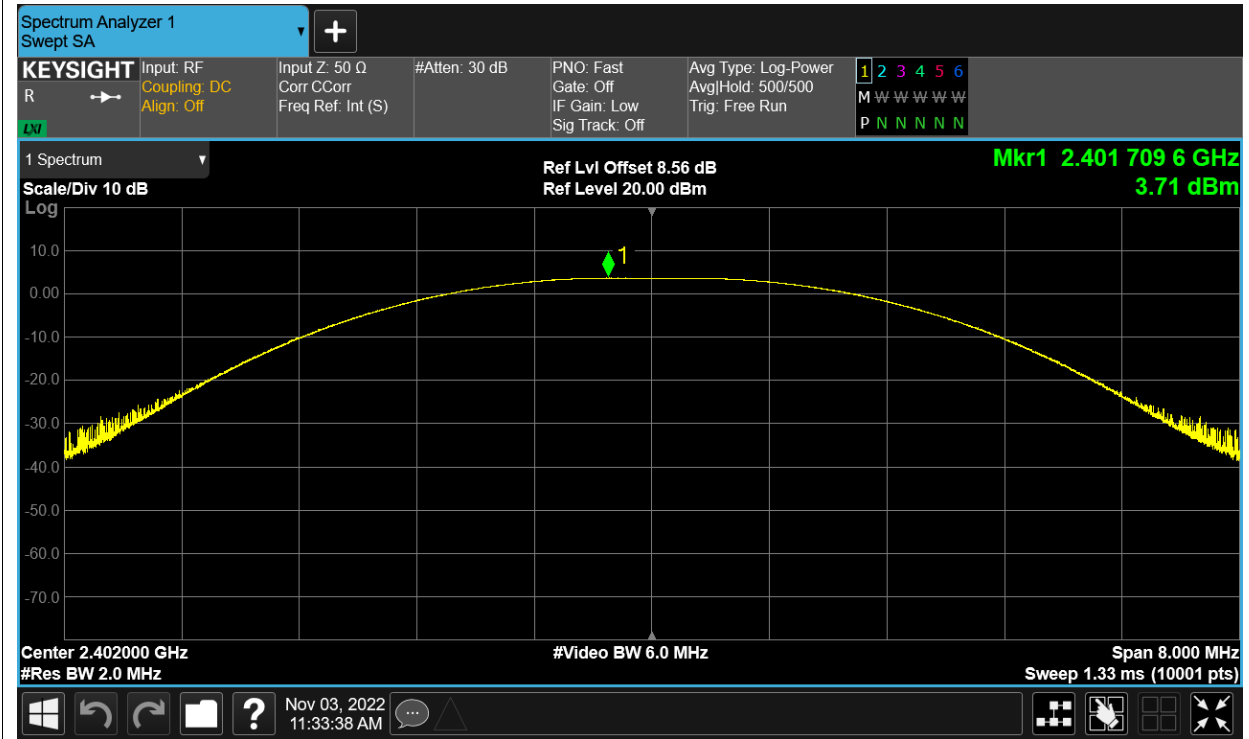 Spectrum Analyzer 1
Swept SA
+
KEYSIGHT
R
LXI
Input: RF
Coupling: DC
Align: Off
Input Z: 50 Ω
Corr CCorr
Freq Ref: Int (S)
#Atten: 30 dB
PNO: Fast
Gate: Off
IF Gain: Low
Sig Track: Off
Avg Type: Log-Power
Avg|Hold: 500/500
Trig: Free Run
1 2 3 4 5 6
M W W W W W
P N N N N N
1 Spectrum
Scale/Div 10 dB
Log
Ref Lvl Offset 8.56 dB
Ref Level 20.00 dBm
Mkr1 2.401 709 6 GHz
3.71 dBm
1
10.0
0.00
-10.0
-20.0
-30.0
-40.0
-50.0
-60.0
-70.0
Center 2.402000 GHz
#Res BW 2.0 MHz
#Video BW 6.0 MHz
Span 8.000 MHz
Sweep 1.33 ms (10001 pts)
?
Nov 03, 2022
11:33:38 AM